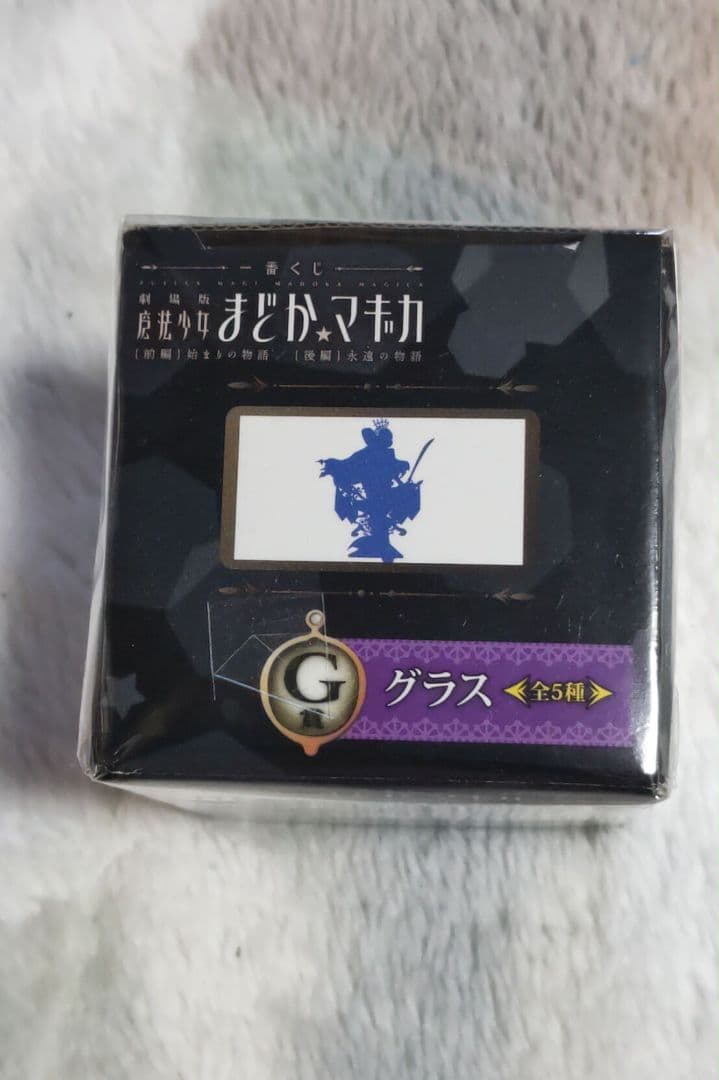 一番くじ
PUELLA MAGI MADOKA MAGICA
劇場版
魔法少女まどか★マギカ
[前編]始まりの物語／[後編]永遠の物語
G賞
グラス
全5種